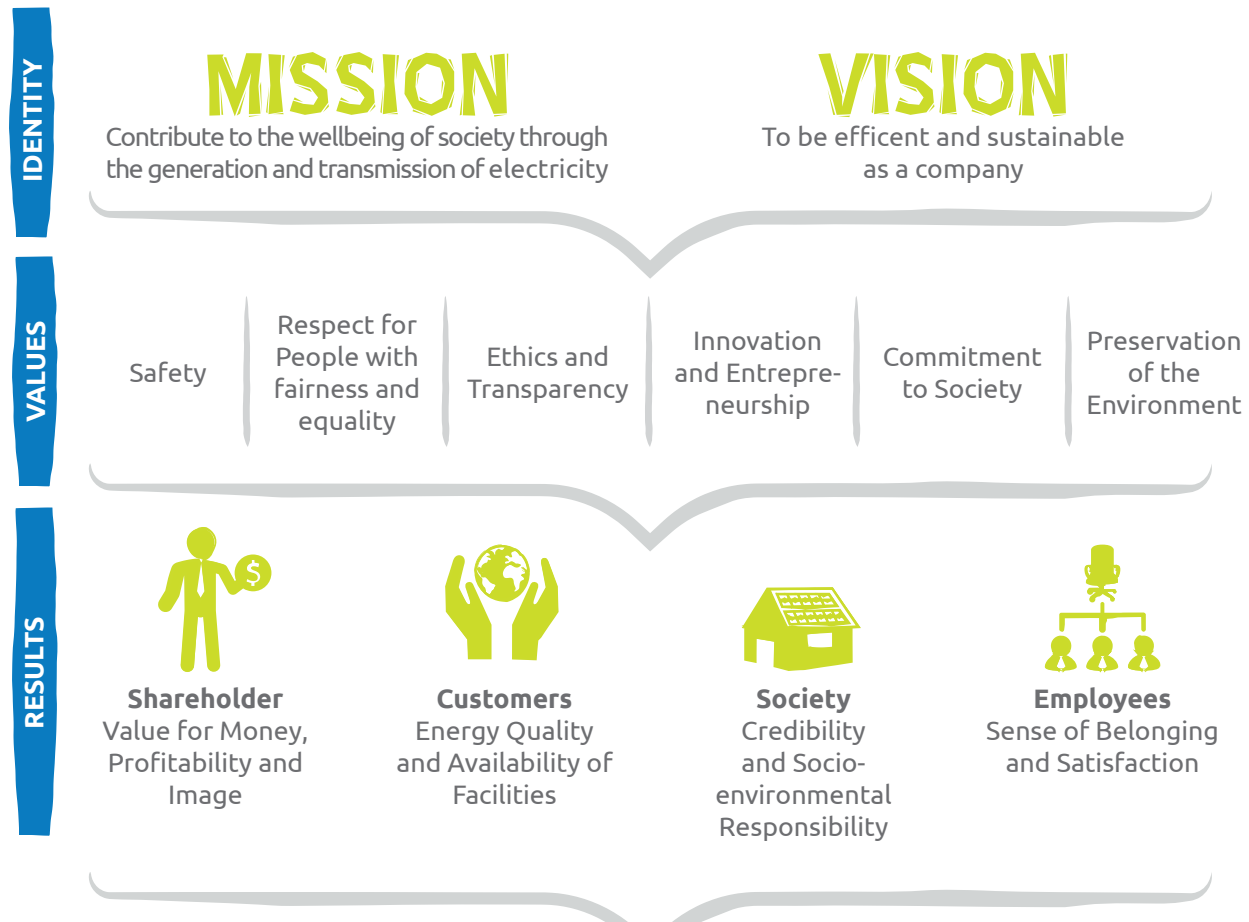 IDENTITY
MISSION
Contribute to the wellbeing of society through
the generation and transmission of electricity
VISION
To be efficent and sustainable
as a company
VALUES
Safety
Respect for
People with
fairness and
equality
Ethics and
Transparency
Innovation
and Entrepre-
neurship
Commitment
to Society
Preservation
of the
Environment
RESULTS
$
Shareholder
Value for Money,
Profitability and
Image
Customers
Energy Quality
and Availability of
Facilities
Society
Credibility
and Socio-
environmental
Responsibility
Employees
Sense of Belonging
and Satisfaction